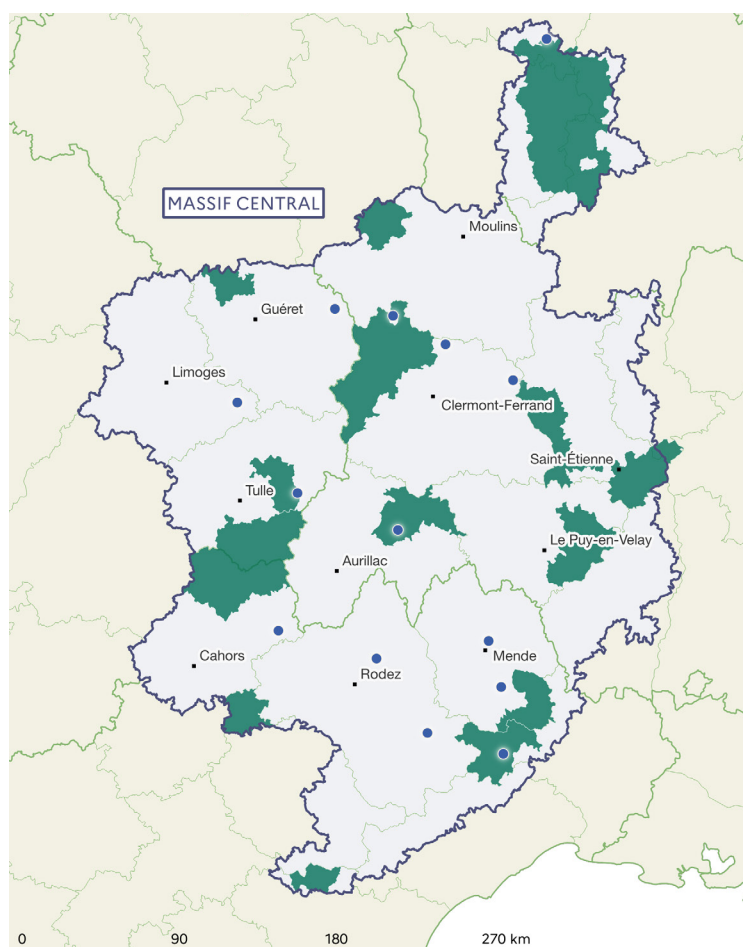 MASSIF CENTRAL
Moulins
Guéret
Limoges
Clermont-Ferrand
Saint-Étienne
Tulle
Le Puy-en-Velay
Aurillac
Mende
Cahors
Rodez
0 90 180 270 km